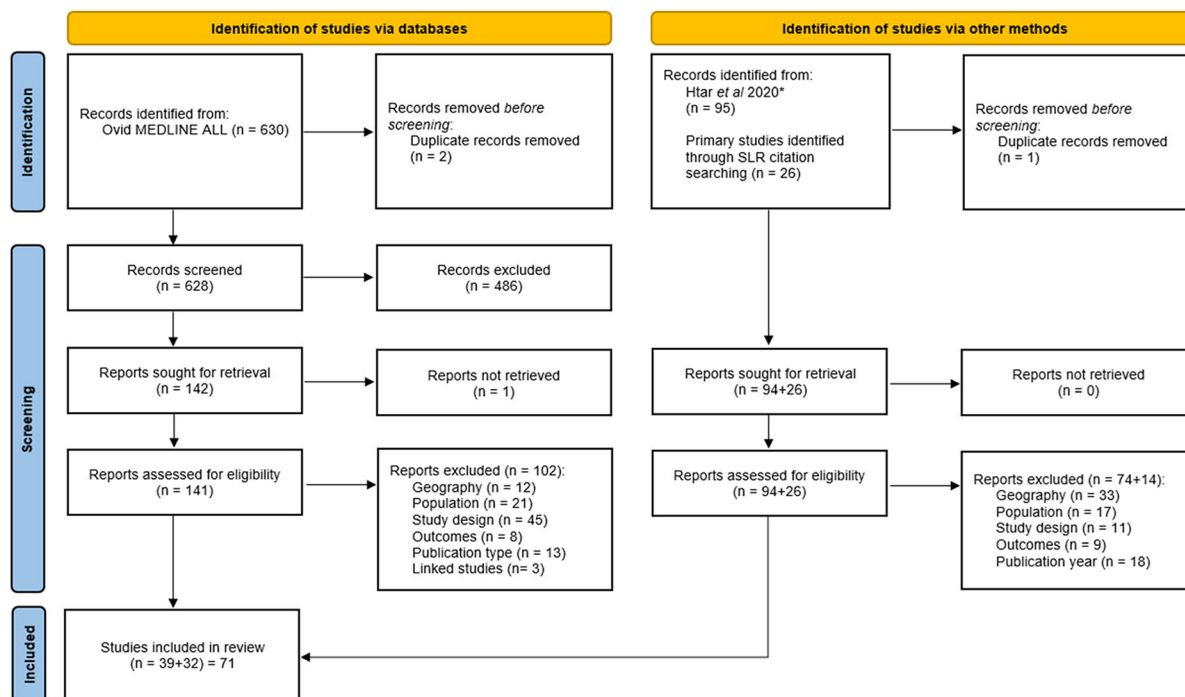 Identification of studies via databases
Identification of studies via other methods
Identification
Records identified from:
Ovid MEDLINE ALL (n = 630)
Records removed before
screening:
Duplicate records removed
(n = 2)
Records identified from:
Htar et al 2020*
(n = 95)
Primary studies identified
through SLR citation
searching (n = 26)
Records removed before
screening:
Duplicate records removed
(n = 1)
Screening
Records screened
(n = 628)
Records excluded
(n = 486)
Reports sought for retrieval
(n = 142)
Reports not retrieved
(n = 1)
Reports sought for retrieval
(n = 94+26)
Reports not retrieved
(n = 0)
Reports assessed for eligibility
(n = 141)
Reports excluded (n = 102):
Geography (n = 12)
Population (n = 21)
Study design (n = 45)
Outcomes (n = 8)
Publication type (n = 13)
Linked studies (n= 3)
Reports assessed for eligibility
(n = 94+26)
Reports excluded (n = 74+14):
Geography (n = 33)
Population (n = 17)
Study design (n = 11)
Outcomes (n = 9)
Publication year (n = 18)
Included
Studies included in review
(n = 39+32) = 71